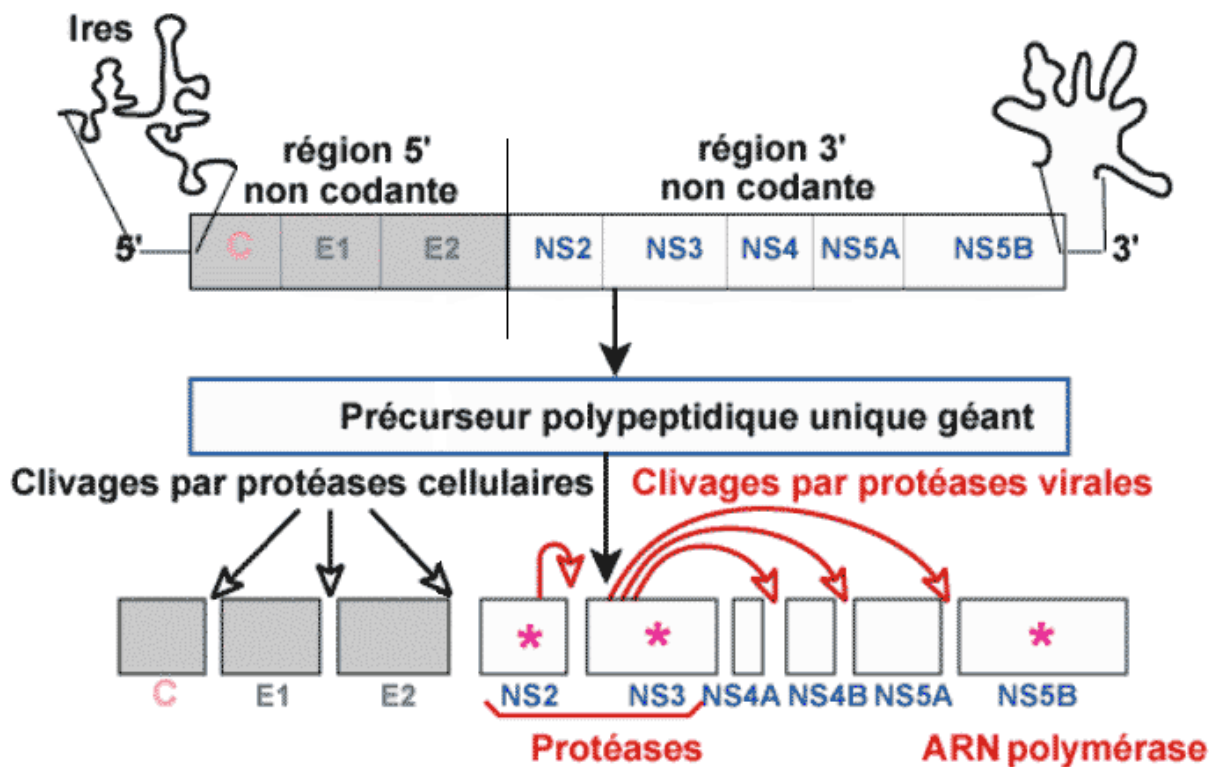 Ires
région 5'
non codante
région 3'
non codante
5' C E1 E2 NS2 NS3 NS4 NS5A NS5B 3'
Précurseur polypeptidique unique géant
Clivages par protéases cellulaires
Clivages par protéases virales
* * *
C E1 E2 NS2 NS3 NS4A NS4B NS5A NS5B
Protéases
ARN polymérase